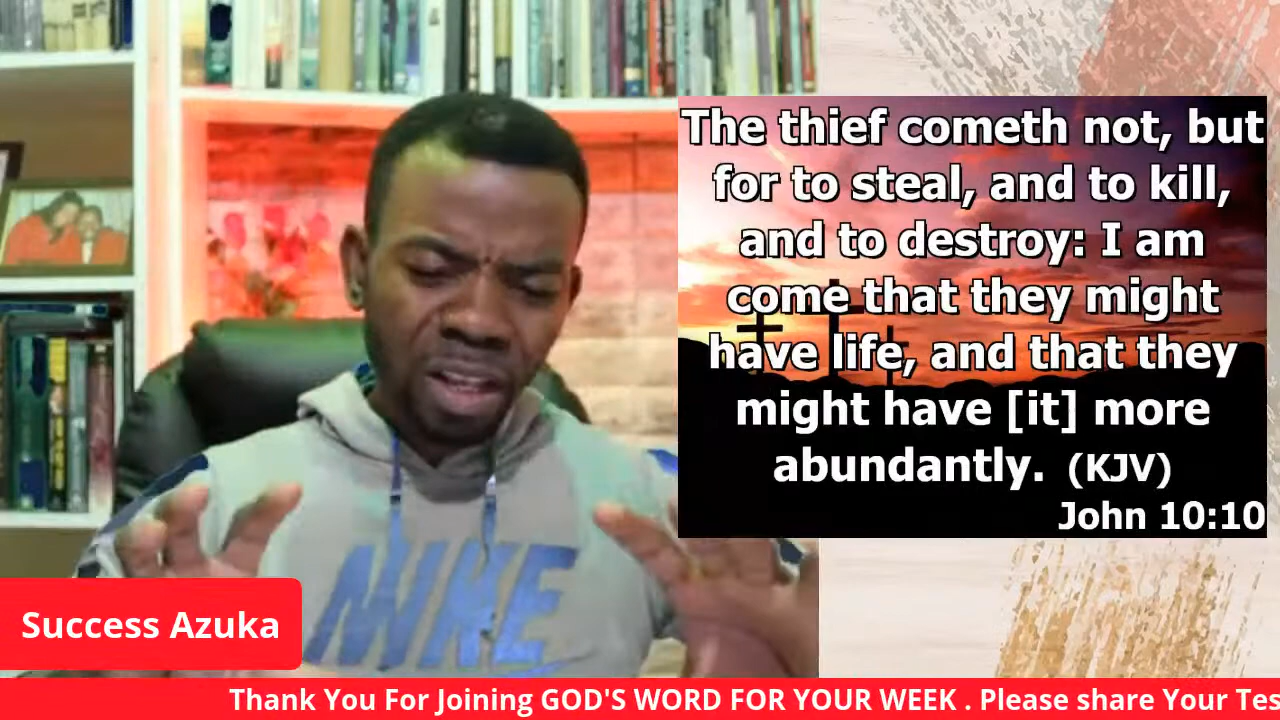 The thief cometh not, but
for to steal, and to kill,
and to destroy: I am
come that they might
have life, and that they
might have [it] more
abundantly. (KJV)
John 10:10
NIKE
Success Azuka
Thank You For Joining GOD'S WORD FOR YOUR WEEK . Please share Your Tes